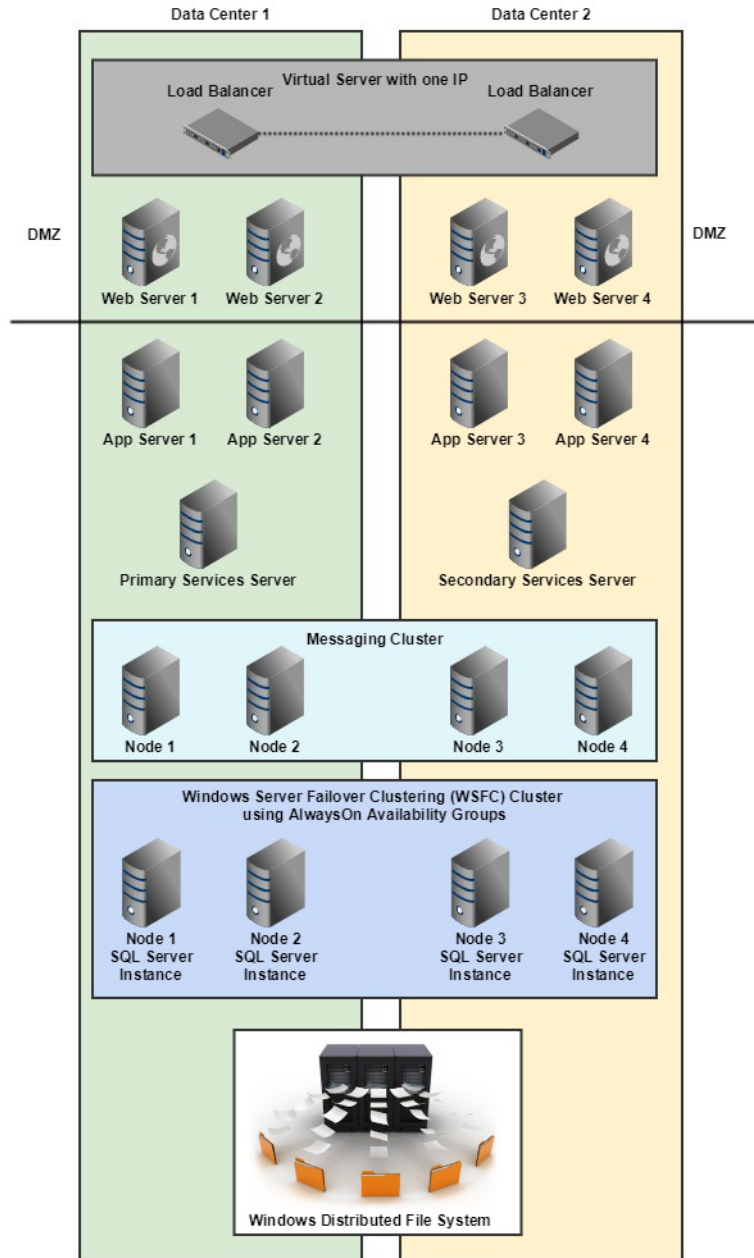 Data Center 1
Data Center 2
Virtual Server with one IP
Load Balancer
Load Balancer
DMZ
DMZ
Web Server 1
Web Server 2
Web Server 3
Web Server 4
App Server 1
App Server 2
App Server 3
App Server 4
Primary Services Server
Secondary Services Server
Messaging Cluster
Node 1
Node 2
Node 3
Node 4
Windows Server Failover Clustering (WSFC) Cluster
using AlwaysOn Availability Groups
Node 1
SQL Server
Instance
Node 2
SQL Server
Instance
Node 3
SQL Server
Instance
Node 4
SQL Server
Instance
Windows Distributed File System